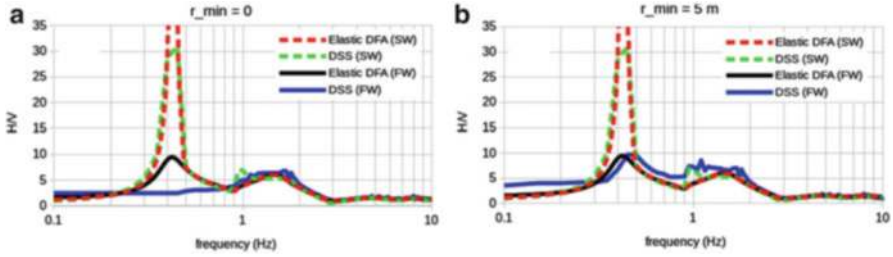 a
r_min = 0
H/V
35
30
25
20
15
10
5
0
Elastic DFA (SW)
DSS (SW)
Elastic DFA (FW)
DSS (FW)
0.1
1
10
frequency (Hz)
b
r_min = 5 m
H/V
35
30
25
20
15
10
5
0
Elastic DFA (SW)
DSS (SW)
Elastic DFA (FW)
DSS (FW)
0.1
1
10
frequency (Hz)